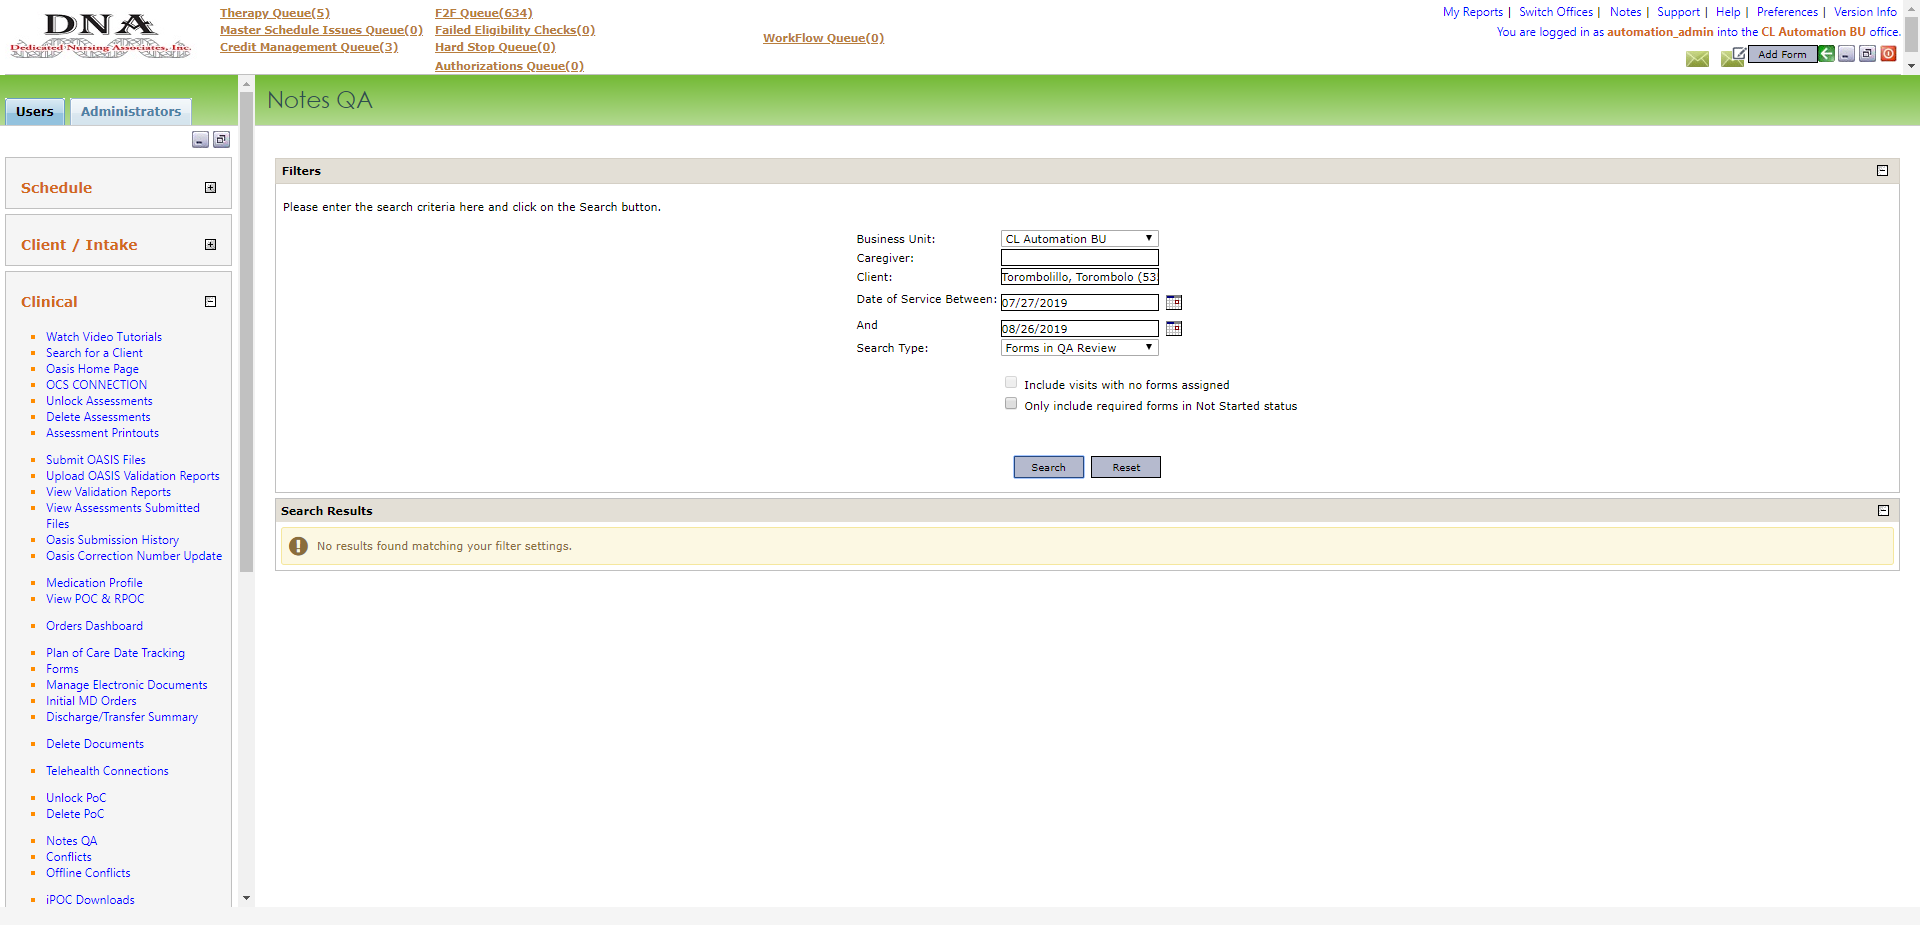 DNA
Dedicated Nursing Associates, Inc.
Therapy Queue(5)
Master Schedule Issues Queue(0)
Credit Management Queue(3)
F2F Queue(634)
Failed Eligibility Checks(0)
Hard Stop Queue(0)
Authorizations Queue(0)
WorkFlow Queue(0)
My Reports | Switch Offices | Notes | Support | Help | Preferences | Version Info
You are logged in as automation_admin into the CL Automation BU office.
Add Form
Users
Administrators
Notes QA
Schedule
Client / Intake
Clinical
Watch Video Tutorials
Search for a Client
Oasis Home Page
OCS CONNECTION
Unlock Assessments
Delete Assessments
Assessment Printouts
Submit OASIS Files
Upload OASIS Validation Reports
View Validation Reports
View Assessments Submitted
Files
Oasis Submission History
Oasis Correction Number Update
Medication Profile
View POC & RPOC
Orders Dashboard
Plan of Care Date Tracking
Forms
Manage Electronic Documents
Initial MD Orders
Discharge/Transfer Summary
Delete Documents
Telehealth Connections
Unlock PoC
Delete PoC
Notes QA
Conflicts
Offline Conflicts
iPOC Downloads
Filters
Please enter the search criteria here and click on the Search button.
Business Unit: CL Automation BU
Caregiver:
Client: Torombolillo, Torombolo (53
Date of Service Between: 07/27/2019
And 08/26/2019
Search Type: Forms in QA Review
Include visits with no forms assigned
Only include required forms in Not Started status
Search Reset
Search Results
No results found matching your filter settings.